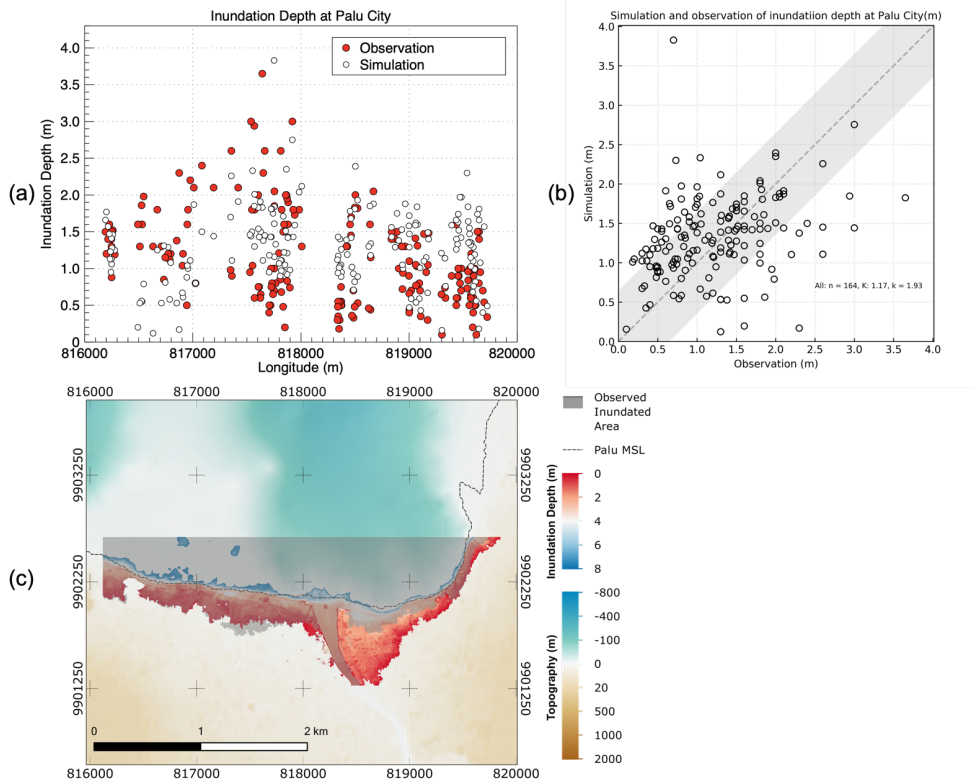 Inundation Depth at Palu City
4.0
3.5
3.0
2.5
2.0
1.5
1.0
0.5
0
Inundation Depth (m)
Observation
Simulation
816000 817000 818000 819000 820000
Longitude (m)
(a)
Simulation and observation of inundatiion depth at Palu City(m)
4.0
3.5
3.0
2.5
2.0
1.5
1.0
0.5
0.0
Simulation (m)
All: n = 164, K: 1.17, k = 1.93
0.0 0.5 1.0 1.5 2.0 2.5 3.0 3.5 4.0
Observation (m)
(b)
816000 817000 818000 819000 820000
9903250
9902250
9901250
9903250
9902250
9901250
0 1 2 km
816000 817000 818000 819000 820000
(c)
Observed
Inundated
Area
Palu MSL
Inundation Depth (m)
0
2
4
6
8
Topography (m)
-800
-400
-100
0
20
500
1000
2000